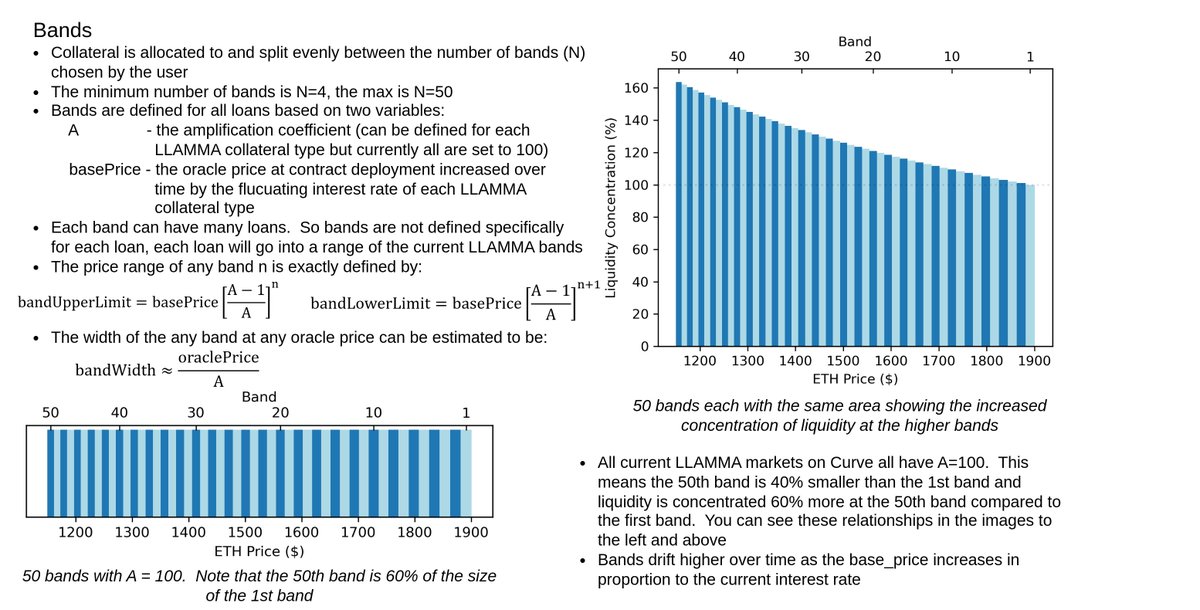 Bands
• Collateral is allocated to and split evenly between the number of bands (N)
chosen by the user
• The minimum number of bands is N=4, the max is N=50
• Bands are defined for all loans based on two variables:
A - the amplification coefficient (can be defined for each
LLAMMA collateral type but currently all are set to 100)
basePrice - the oracle price at contract deployment increased over
time by the flucuating interest rate of each LLAMMA
collateral type
• Each band can have many loans. So bands are not defined specifically
for each loan, each loan will go into a range of the current LLAMMA bands
• The price range of any band n is exactly defined by:
bandUpperLimit = basePrice [(A − 1)/A]^n bandLowerLimit = basePrice [(A − 1)/A]^n+1
• The width of the any band at any oracle price can be estimated to be:
bandWidth ≈ oraclePrice/A
Band
50 40 30 20 10 1
1200 1300 1400 1500 1600 1700 1800 1900
ETH Price ($)
50 bands with A = 100. Note that the 50th band is 60% of the size
of the 1st band
Band
50 40 30 20 10 1
Liquidity Concentration (%)
160
140
120
100
80
60
40
20
0
1200 1300 1400 1500 1600 1700 1800 1900
ETH Price ($)
50 bands each with the same area showing the increased
concentration of liquidity at the higher bands
• All current LLAMMA markets on Curve all have A=100. This
means the 50th band is 40% smaller than the 1st band and
liquidity is concentrated 60% more at the 50th band compared to
the first band. You can see these relationships in the images to
the left and above
• Bands drift higher over time as the base_price increases in
proportion to the current interest rate